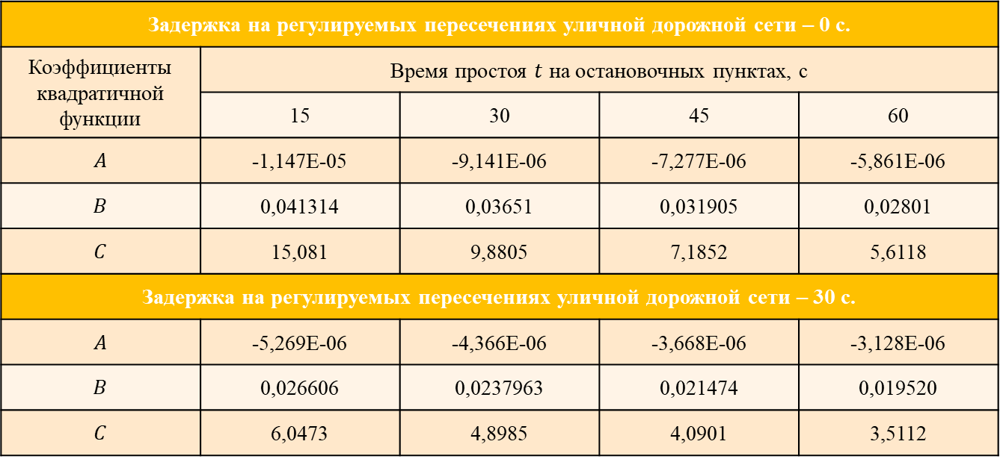 Задержка на регулируемых пересечениях уличной дорожной сети – 0 с.
Коэффициенты
квадратичной
функции
Время простоя 𝑡 на остановочных пунктах, с
15 30 45 60
𝐴 -1,147E-05 -9,141E-06 -7,277E-06 -5,861E-06
𝐵 0,041314 0,03651 0,031905 0,02801
𝐶 15,081 9,8805 7,1852 5,6118
Задержка на регулируемых пересечениях уличной дорожной сети – 30 с.
𝐴 -5,269E-06 -4,366E-06 -3,668E-06 -3,128E-06
𝐵 0,026606 0,0237963 0,021474 0,019520
𝐶 6,0473 4,8985 4,0901 3,5112